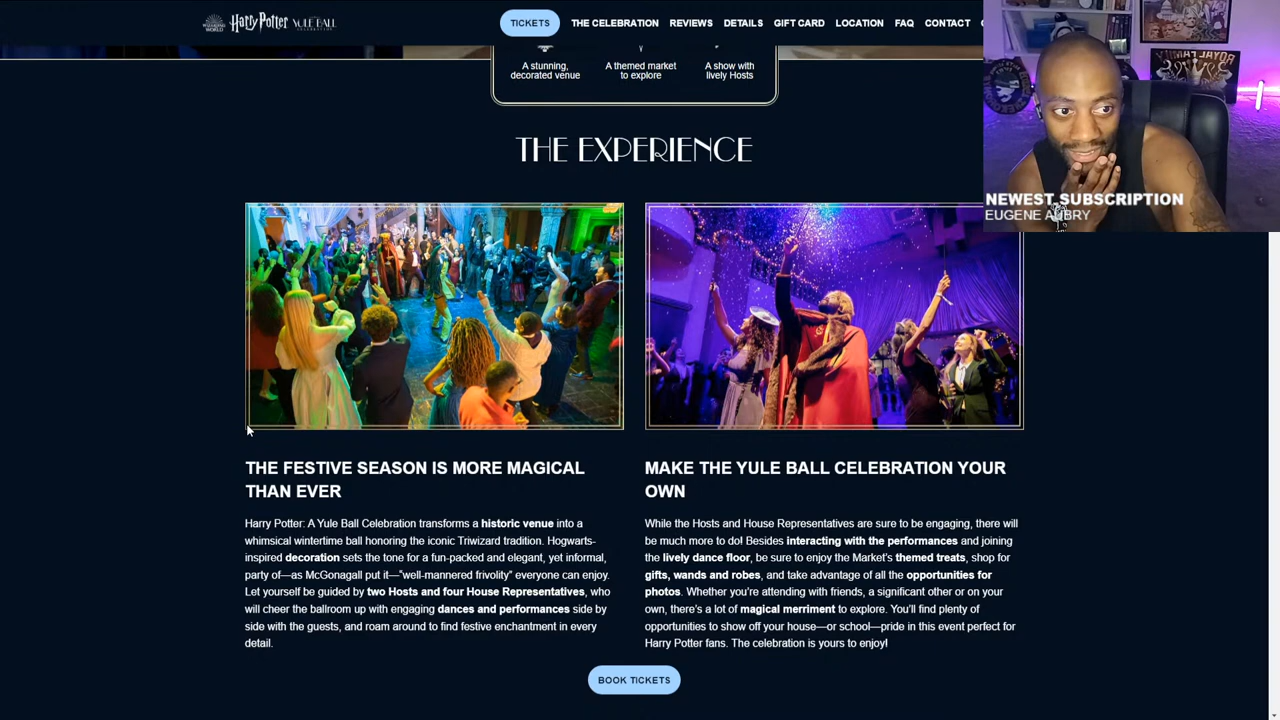 WIZARDING WORLD
Harry Potter
YULE BALL
CELEBRATION
TICKETS
THE CELEBRATION
REVIEWS
DETAILS
GIFT CARD
LOCATION
FAQ
CONTACT
A stunning,
decorated venue
A themed market
to explore
A show with
lively Hosts
ROYAL FAMILY
NEWEST SUBSCRIPTION
EUGENE AUBRY
THE EXPERIENCE
THE FESTIVE SEASON IS MORE MAGICAL
THAN EVER
Harry Potter: A Yule Ball Celebration transforms a historic venue into a
whimsical wintertime ball honoring the iconic Triwizard tradition. Hogwarts-
inspired decoration sets the tone for a fun-packed and elegant, yet informal,
party of—as McGonagall put it—"well-mannered frivolity" everyone can enjoy.
Let yourself be guided by two Hosts and four House Representatives, who
will cheer the ballroom up with engaging dances and performances side by
side with the guests, and roam around to find festive enchantment in every
detail.
MAKE THE YULE BALL CELEBRATION YOUR
OWN
While the Hosts and House Representatives are sure to be engaging, there will
be much more to do! Besides interacting with the performances and joining
the lively dance floor, be sure to enjoy the Market's themed treats, shop for
gifts, wands and robes, and take advantage of all the opportunities for
photos. Whether you're attending with friends, a significant other or on your
own, there's a lot of magical merriment to explore. You'll find plenty of
opportunities to show off your house—or school—pride in this event perfect for
Harry Potter fans. The celebration is yours to enjoy!
BOOK TICKETS